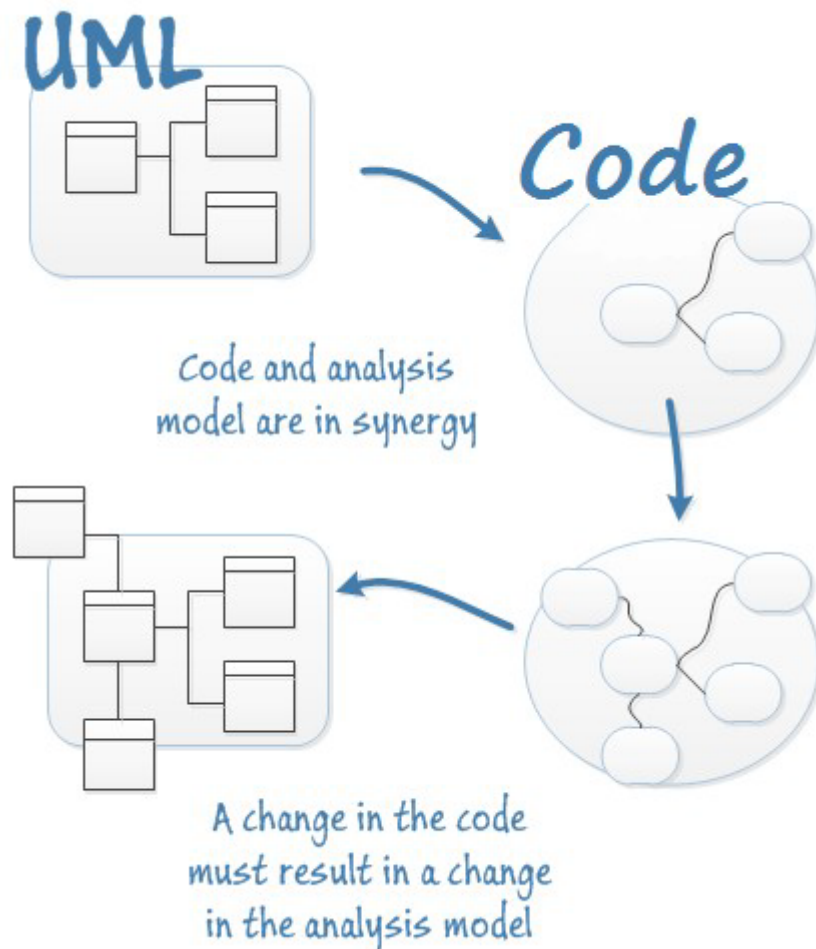 UML
Code
Code and analysis
model are in synergy
A change in the code
must result in a change
in the analysis model